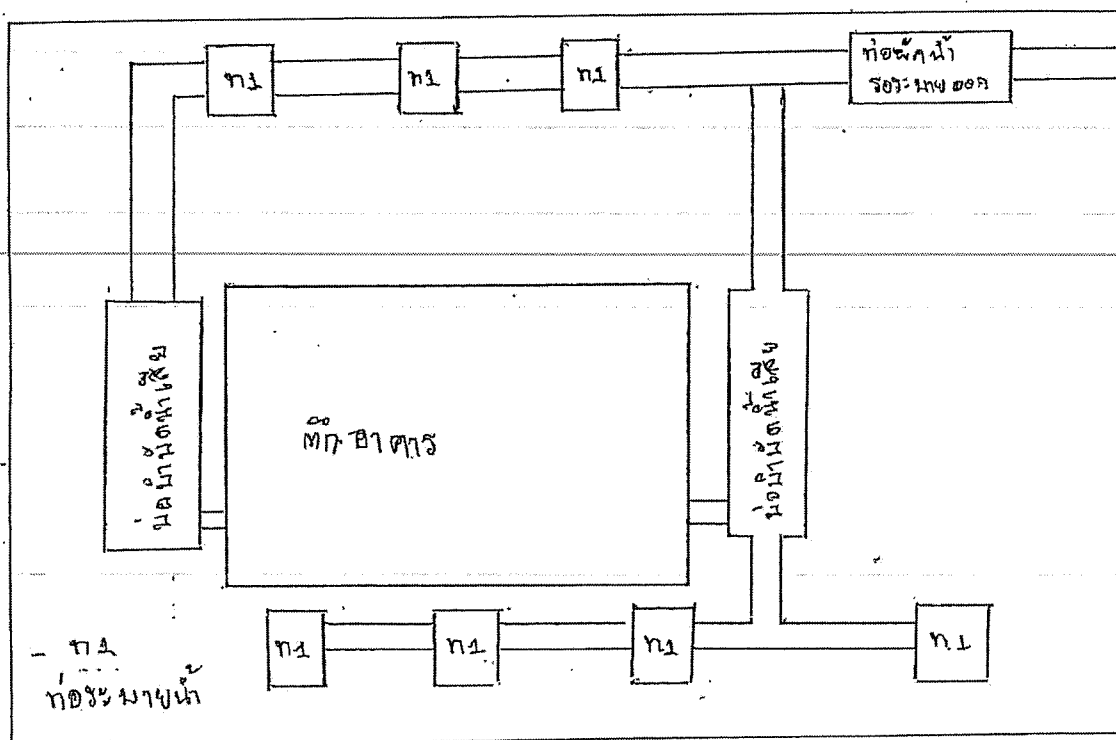 ท1
ท1
ท1
ท่อพักน้ำ
รอระบายออก
บ่อบำบัดน้ำเสีย
ตึกอาคาร
บ่อบำบัดน้ำเสีย
ท1
ท1
ท1
ท1
- ท1
ท่อระบายน้ำ